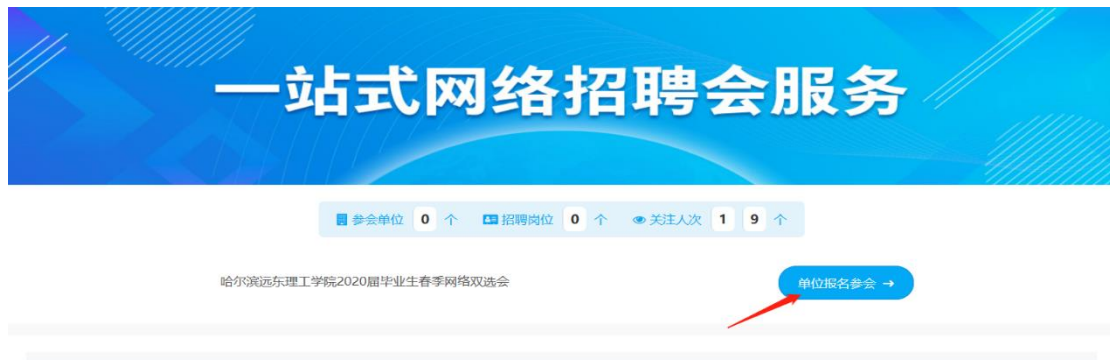 一站式网络招聘会服务
参会单位 0 个 招聘岗位 0 个 关注人次 1 9 个
哈尔滨远东理工学院2020届毕业生春季网络双选会
单位报名参会 →